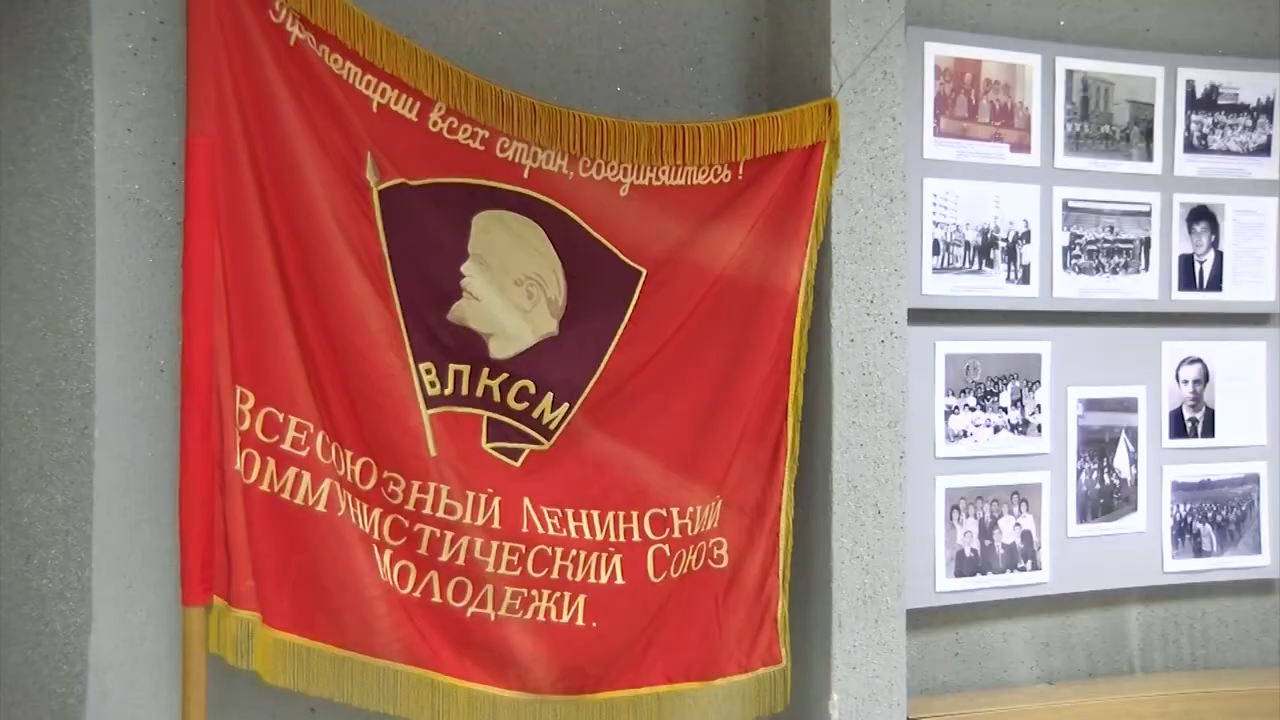 Пролетарии всех стран, соединяйтесь!
ВЛКСМ
ВСЕСОЮЗНЫЙ ЛЕНИНСКИЙ
КОММУНИСТИЧЕСКИЙ СОЮЗ
МОЛОДЕЖИ.